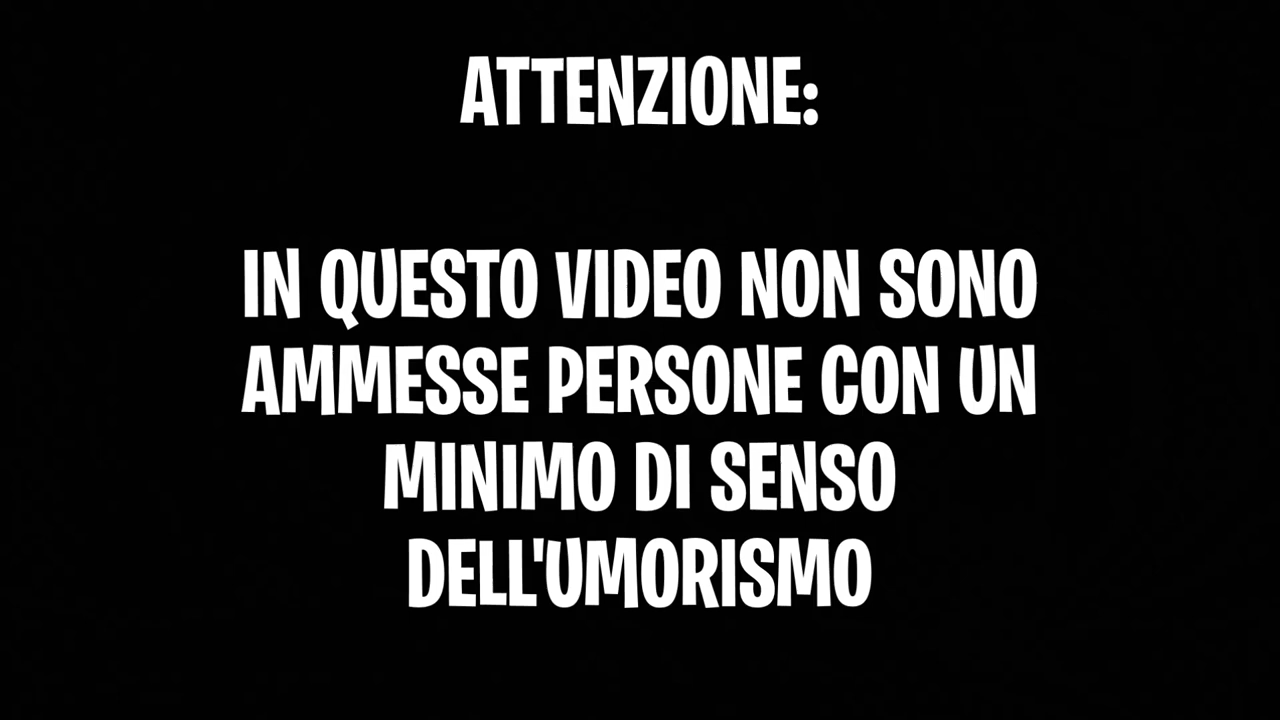 ATTENZIONE:
IN QUESTO VIDEO NON SONO
AMMESSE PERSONE CON UN
MINIMO DI SENSO
DELL'UMORISMO